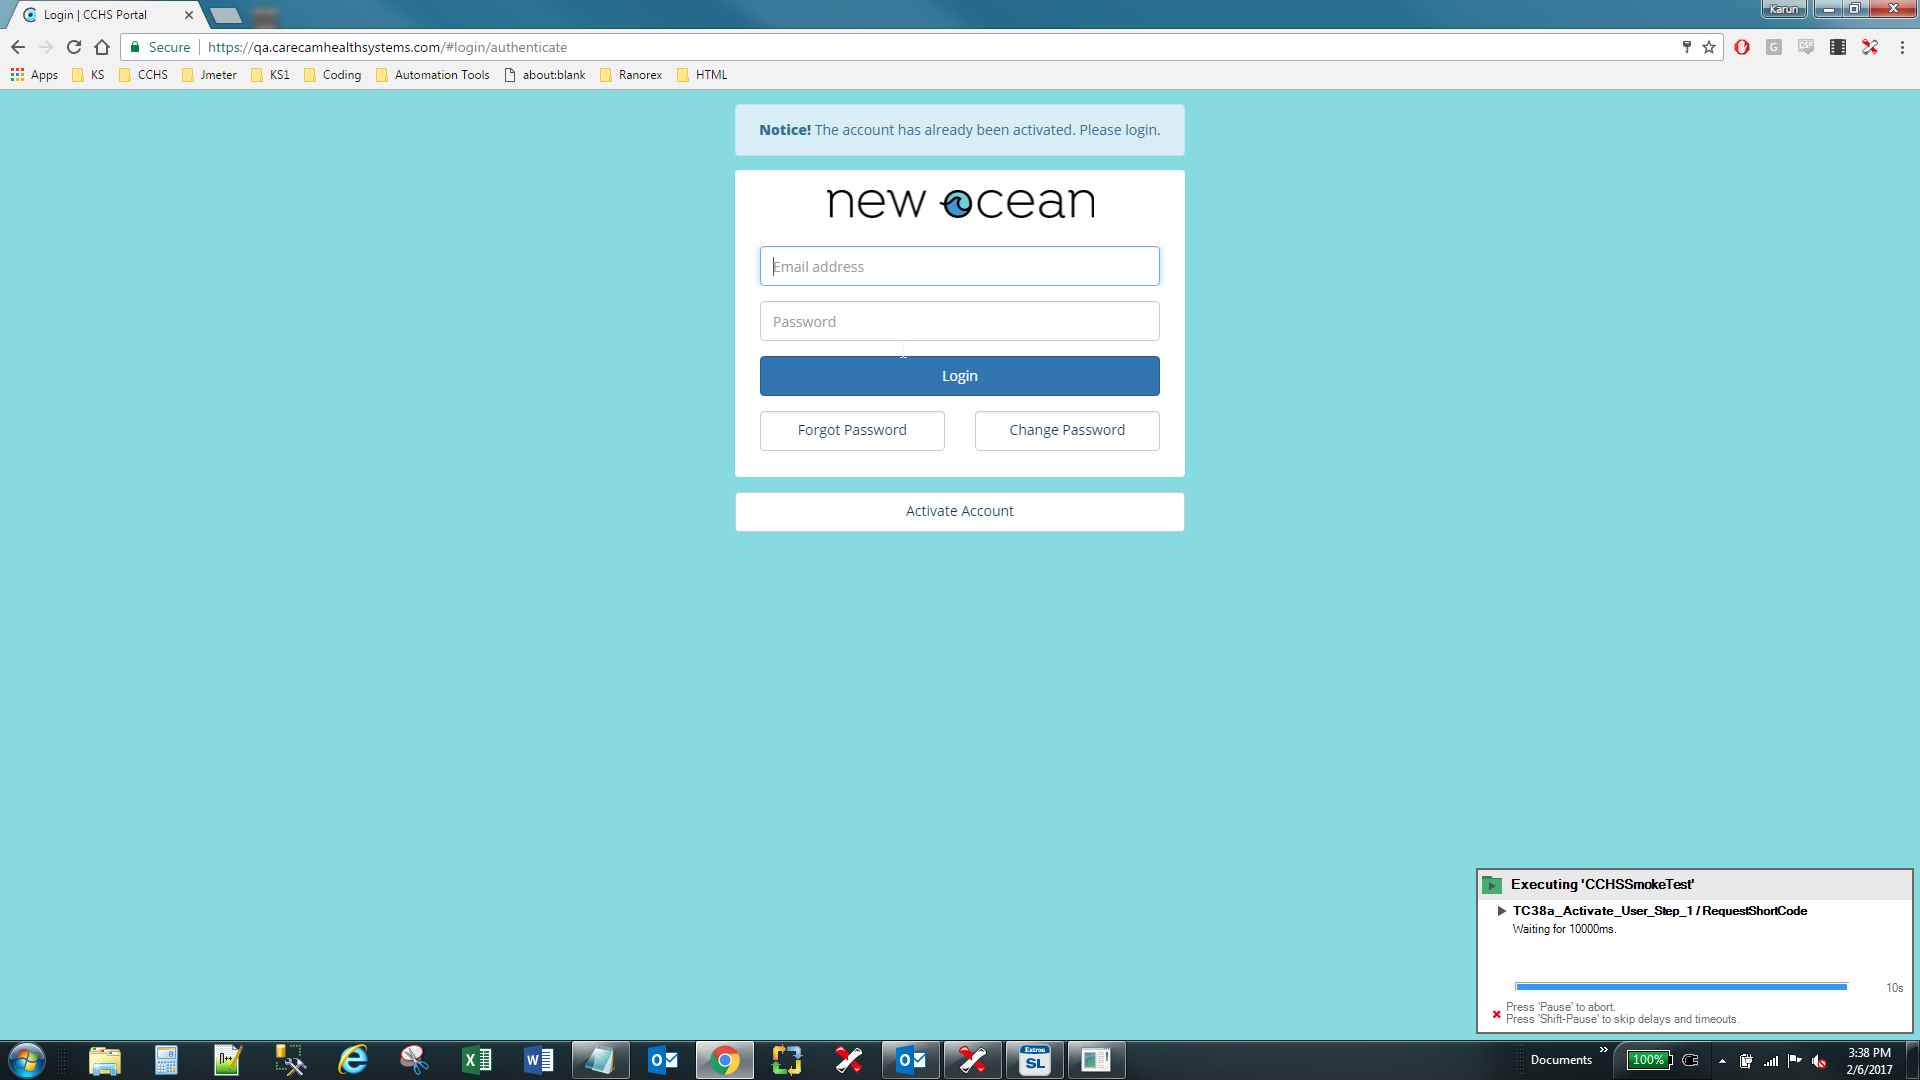 Login | CCHS Portal
Karun
Secure
https://qa.carecamhealthsystems.com/#login/authenticate
Apps
KS
CCHS
Jmeter
KS1
Coding
Automation Tools
about:blank
Ranorex
HTML
Notice! The account has already been activated. Please login.
new ocean
Email address
Password
Login
Forgot Password
Change Password
Activate Account
Executing 'CCHSSmokeTest'
TC38a_Activate_User_Step_1 / RequestShortCode
Waiting for 10000ms.
10s
Press 'Pause' to abort.
Press 'Shift-Pause' to skip delays and timeouts.
Documents
100%
3:38 PM
2/6/2017
Extron
SL